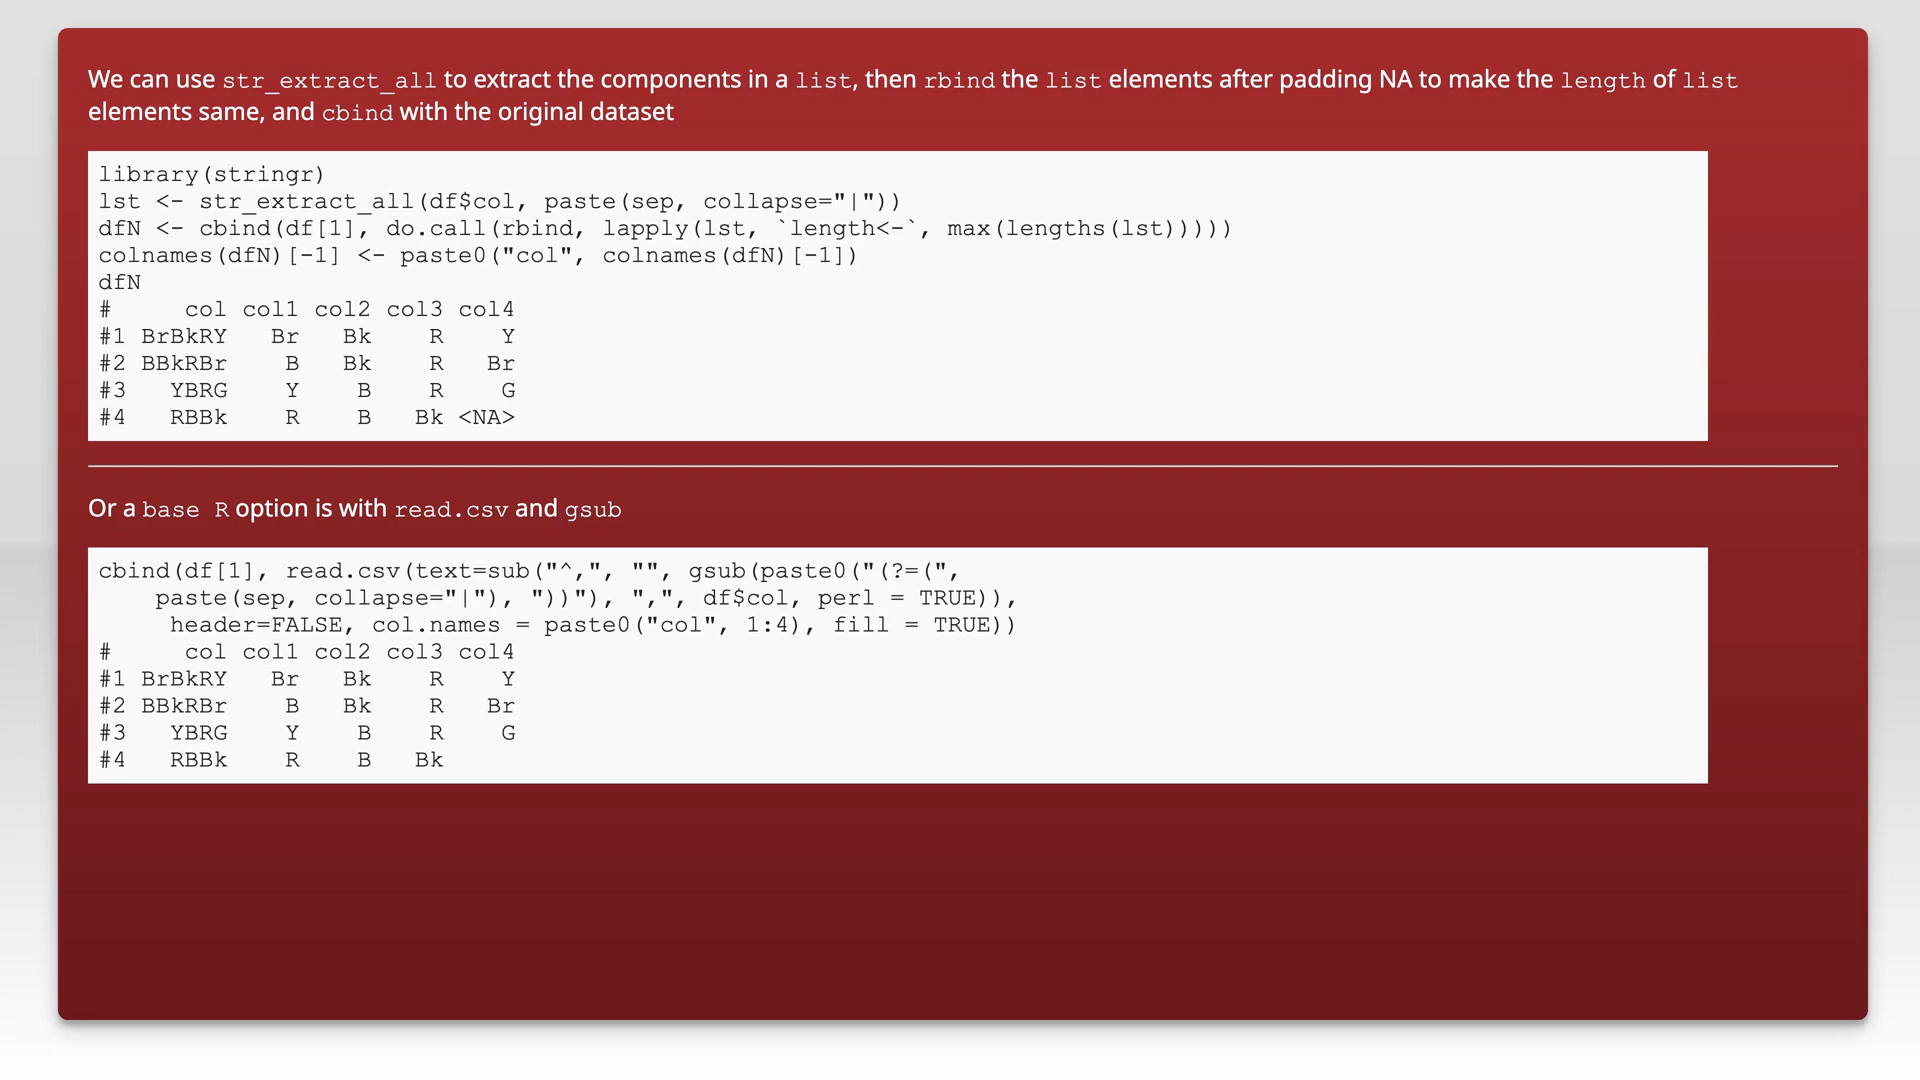 We can use str_extract_all to extract the components in a list, then rbind the list elements after padding NA to make the length of list
elements same, and cbind with the original dataset
library(stringr)
lst <- str_extract_all(df$col, paste(sep, collapse="|"))
dfN <- cbind(df[1], do.call(rbind, lapply(lst, `length<-`, max(lengths(lst)))))
colnames(dfN)[-1] <- paste0("col", colnames(dfN)[-1])
dfN
#     col col1 col2 col3 col4
#1 BrBkRY   Br   Bk    R    Y
#2 BBkRBr    B   Bk    R   Br
#3   YBRG    Y    B    R    G
#4   RBBk    R    B   Bk <NA>
Or a base R option is with read.csv and gsub
cbind(df[1], read.csv(text=sub("^,", "", gsub(paste0("(?=(",
    paste(sep, collapse="|"), "))"), ",", df$col, perl = TRUE)),
     header=FALSE, col.names = paste0("col", 1:4), fill = TRUE))
#     col col1 col2 col3 col4
#1 BrBkRY   Br   Bk    R    Y
#2 BBkRBr    B   Bk    R   Br
#3   YBRG    Y    B    R    G
#4   RBBk    R    B   Bk